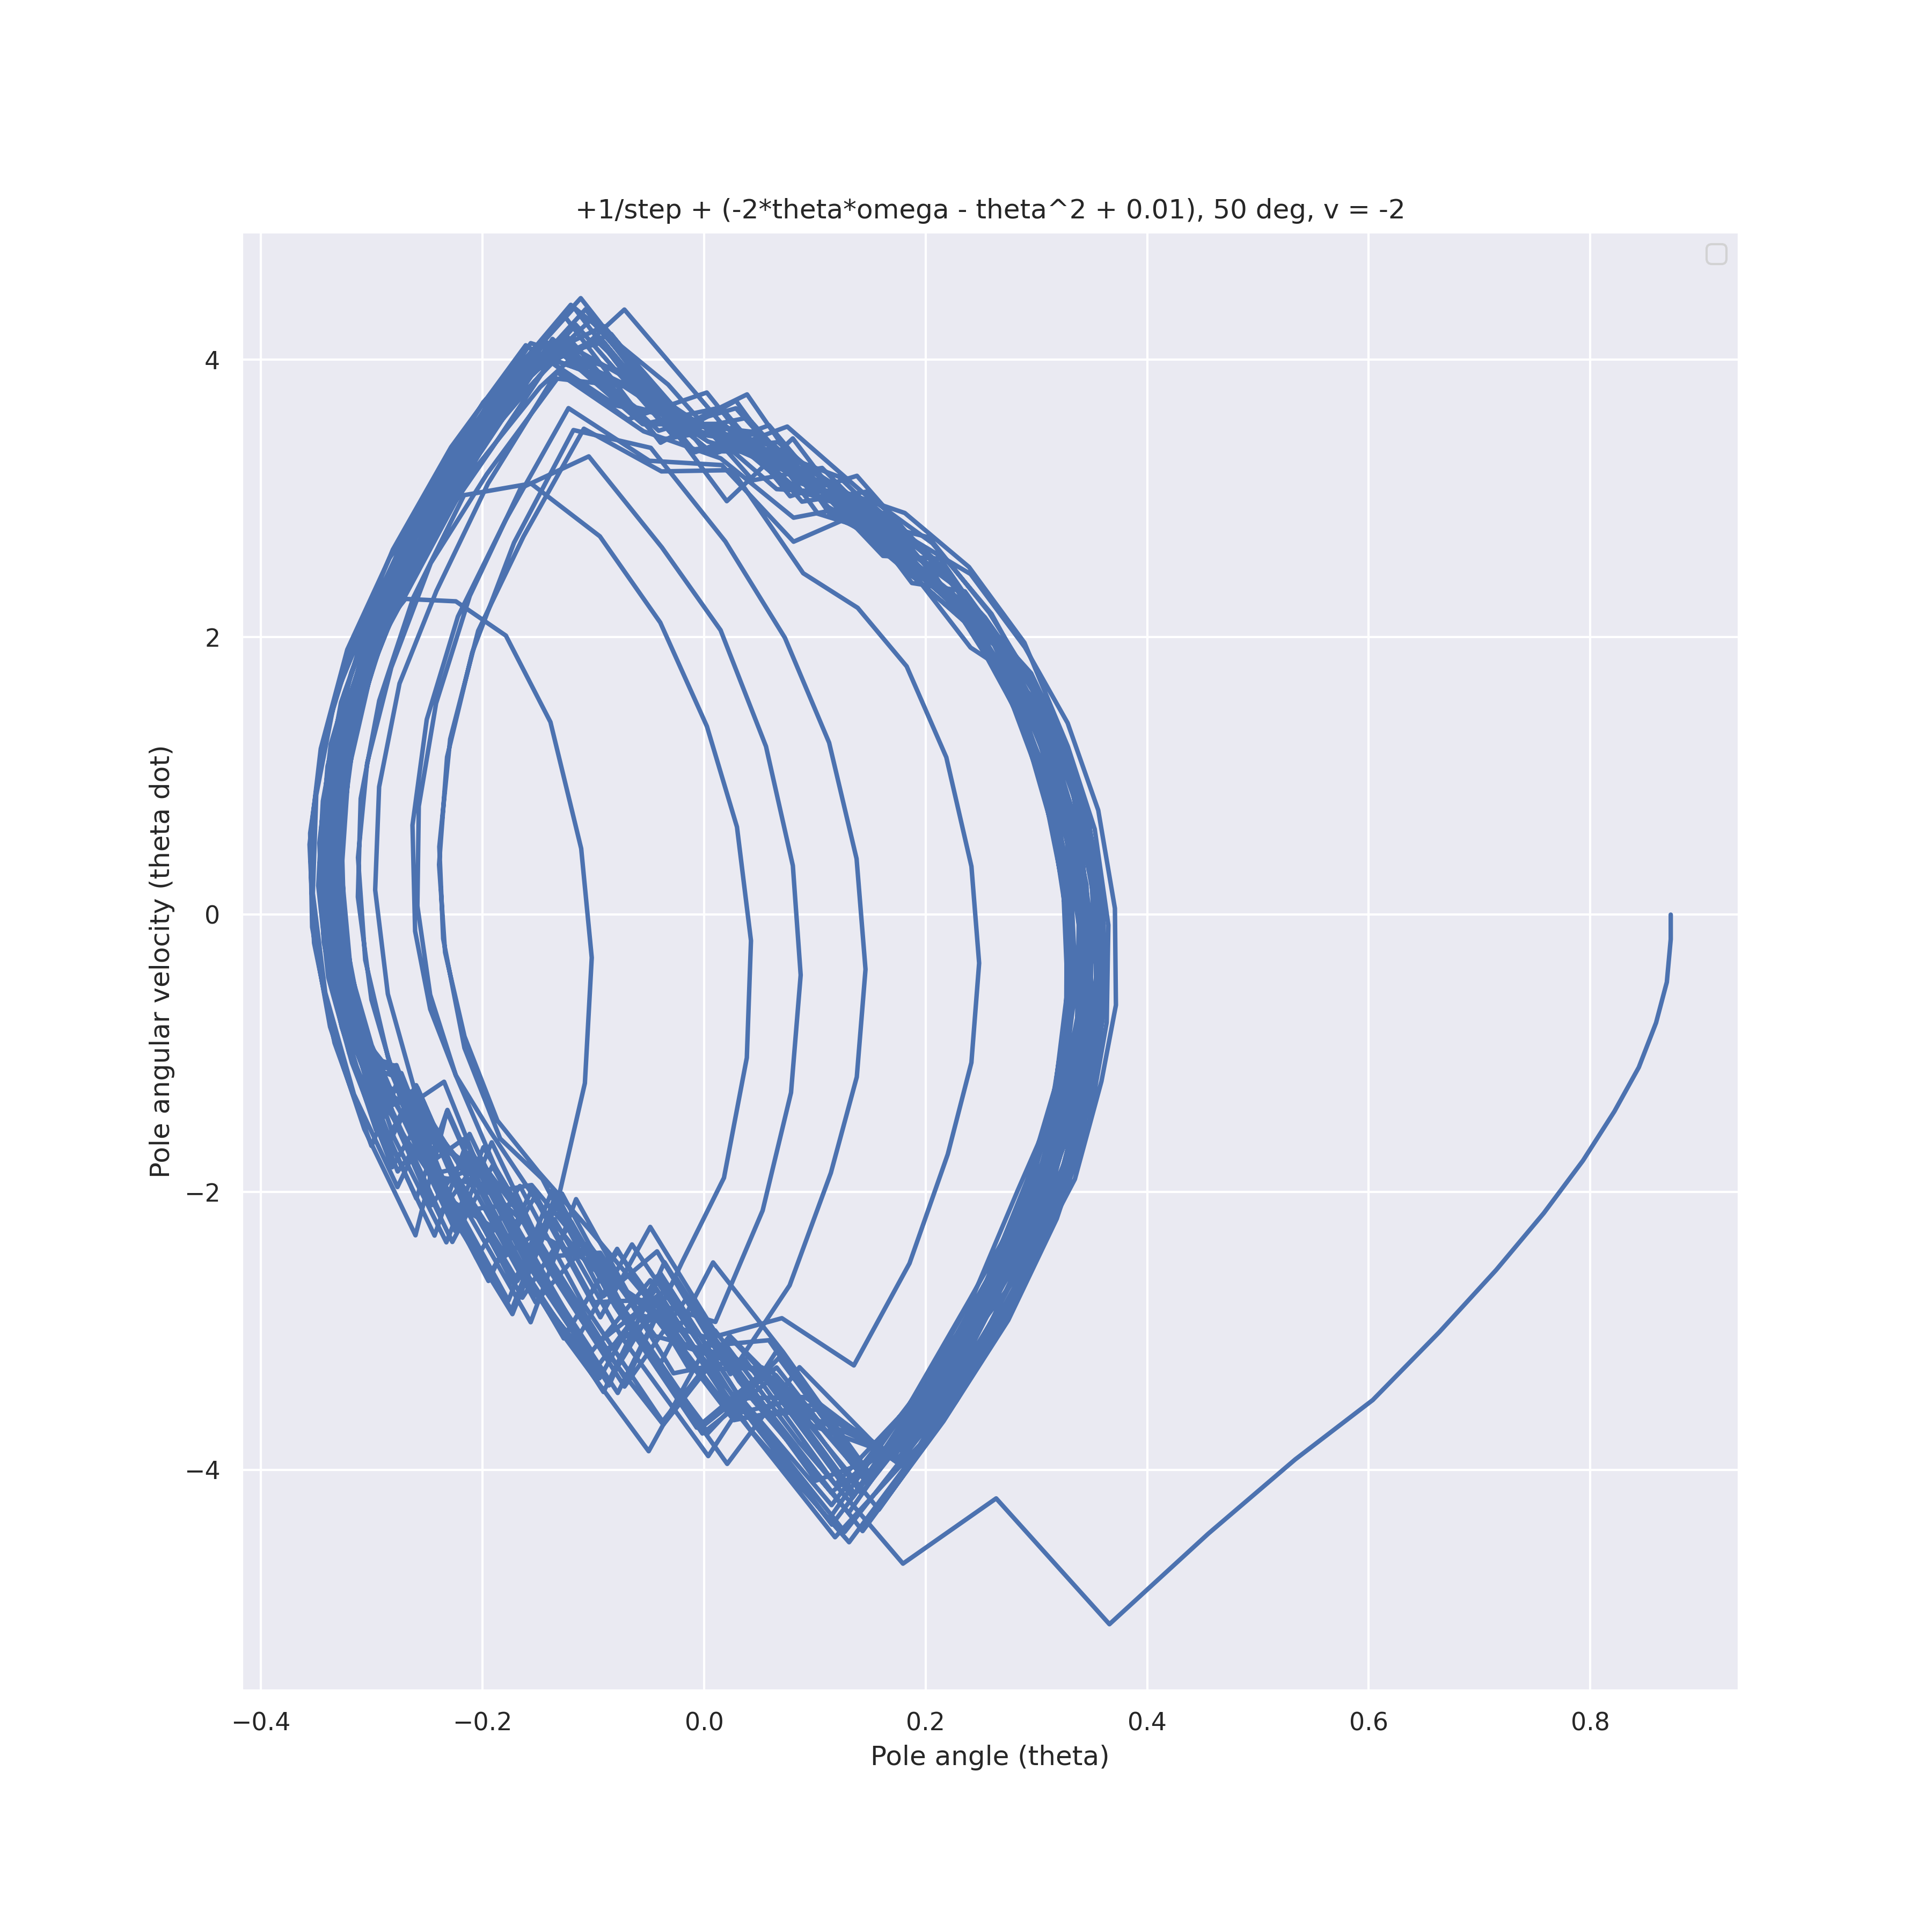 +1/step + (-2*theta*omega - theta^2 + 0.01), 50 deg, v = -2
Pole angular velocity (theta dot)
4
2
0
−2
−4
−0.4 −0.2 0.0 0.2 0.4 0.6 0.8
Pole angle (theta)